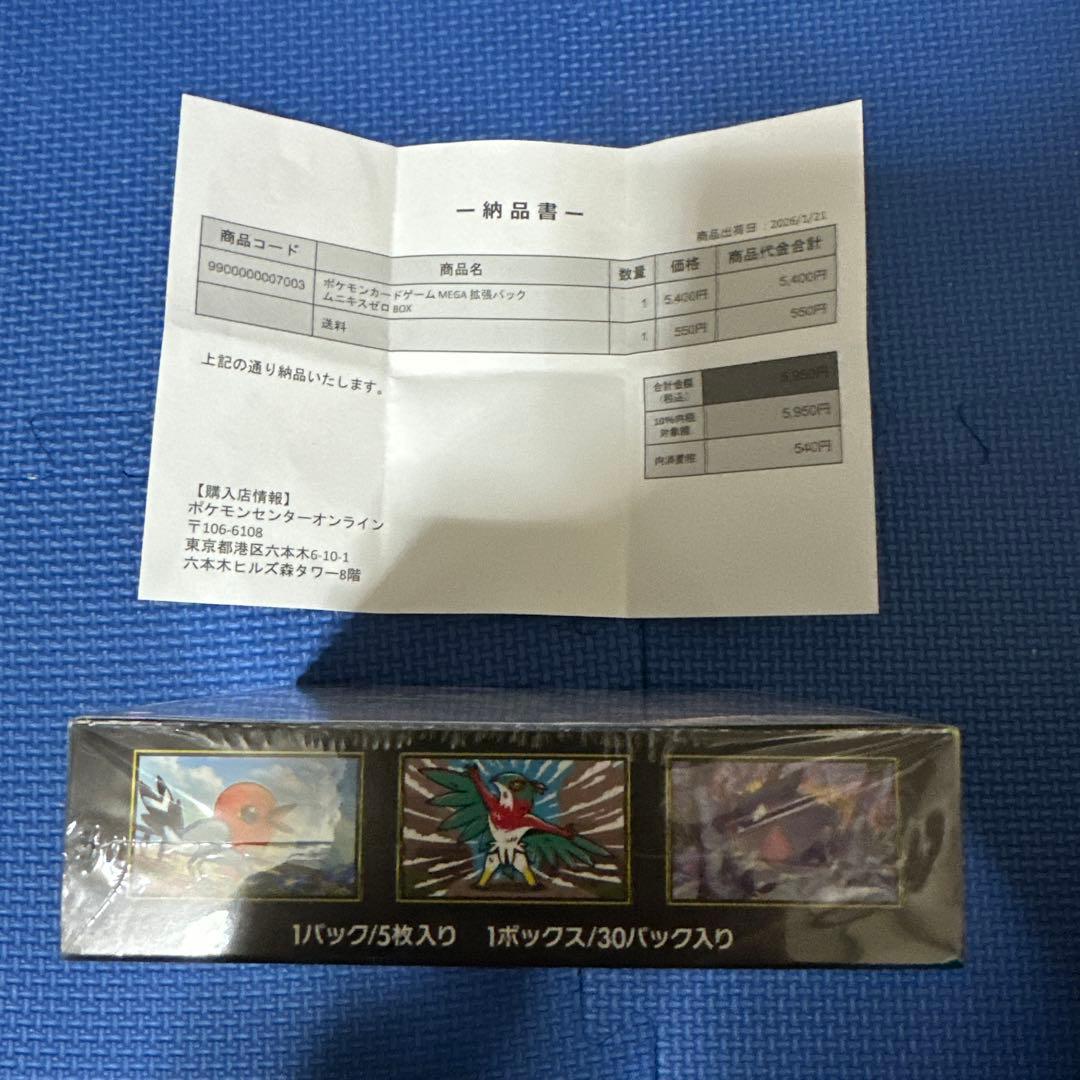 ー納品書ー
商品出荷日：2026/1/21
商品コード 商品名 数量 価格 商品代金合計
9900000007003 ポケモンカードゲーム MEGA 拡張パック
ムニキスゼロ BOX 1 5,400円 5,400円
送料 1 550円 550円
上記の通り納品いたします。
合計金額
（税込） 5,950円
10%内税
対象額 5,950円
内消費税 540円
【購入店情報】
ポケモンセンターオンライン
〒106-6108
東京都港区六本木6-10-1
六本木ヒルズ森タワー8階
1パック/5枚入り 1ボックス/30パック入り